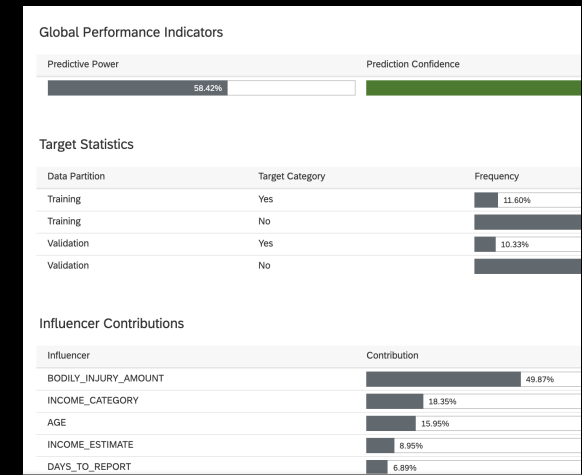 Global Performance Indicators
Predictive Power Prediction Confidence
58.42%
Target Statistics
Data Partition Target Category Frequency
Training Yes 11.60%
Training No
Validation Yes 10.33%
Validation No
Influencer Contributions
Influencer Contribution
BODILY_INJURY_AMOUNT 49.87%
INCOME_CATEGORY 18.35%
AGE 15.95%
INCOME_ESTIMATE 8.95%
DAYS_TO_REPORT 6.89%